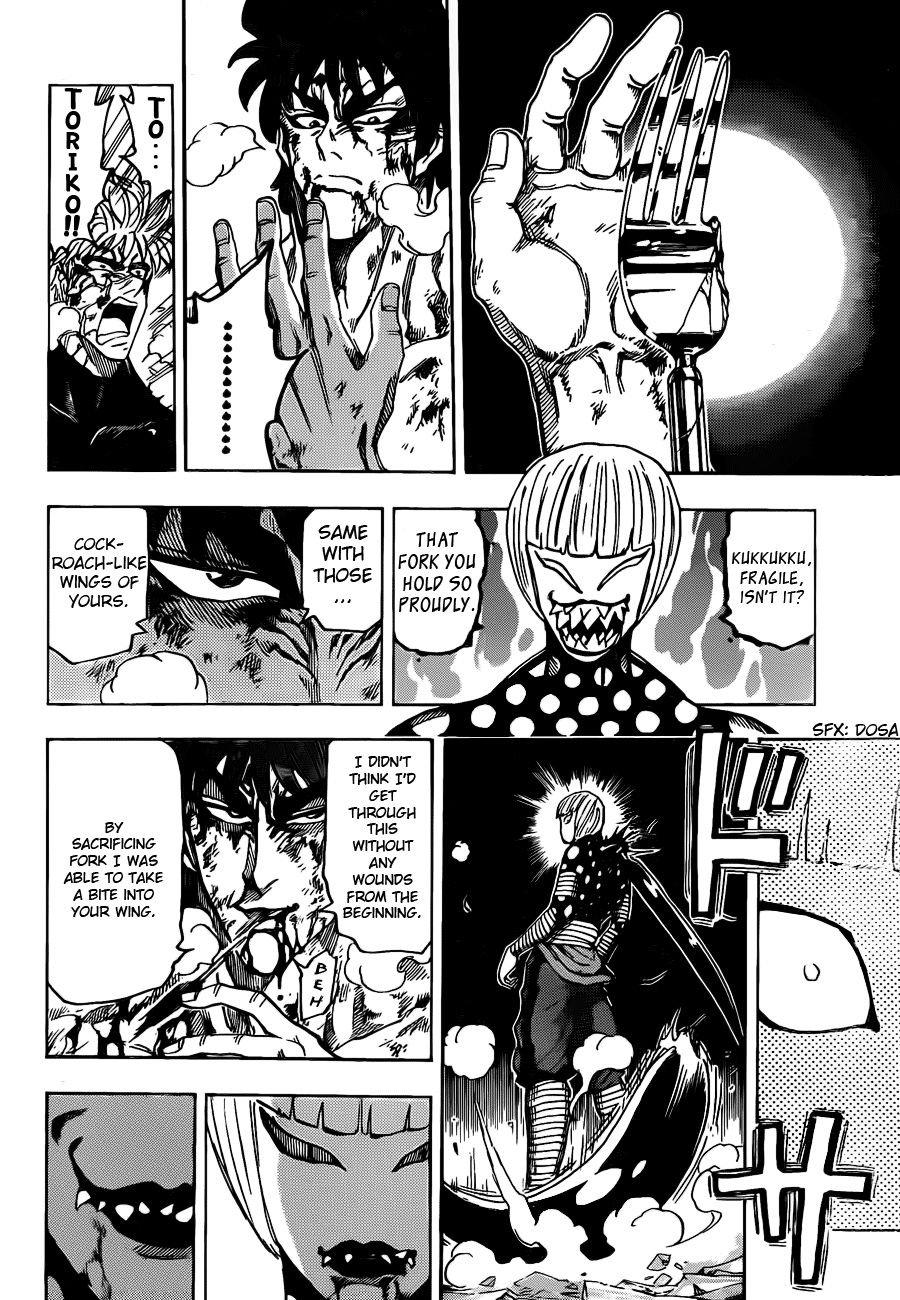 .........
TO...
TORIKO!!
KUKKUKKU,
FRAGILE,
ISN'T IT?
THAT
FORK YOU
HOLD SO
PROUDLY.
SAME
WITH
THOSE
...
COCK-
ROACH-LIKE
WINGS OF
YOURS.
SFX: DOSA
ドサ
I DIDN'T
THINK I'D
GET
THROUGH
THIS
WITHOUT
ANY
WOUNDS
FROM THE
BEGINNING.
BEH
BY
SACRIFICING
FORK I WAS
ABLE TO TAKE
A BITE INTO
YOUR WING.